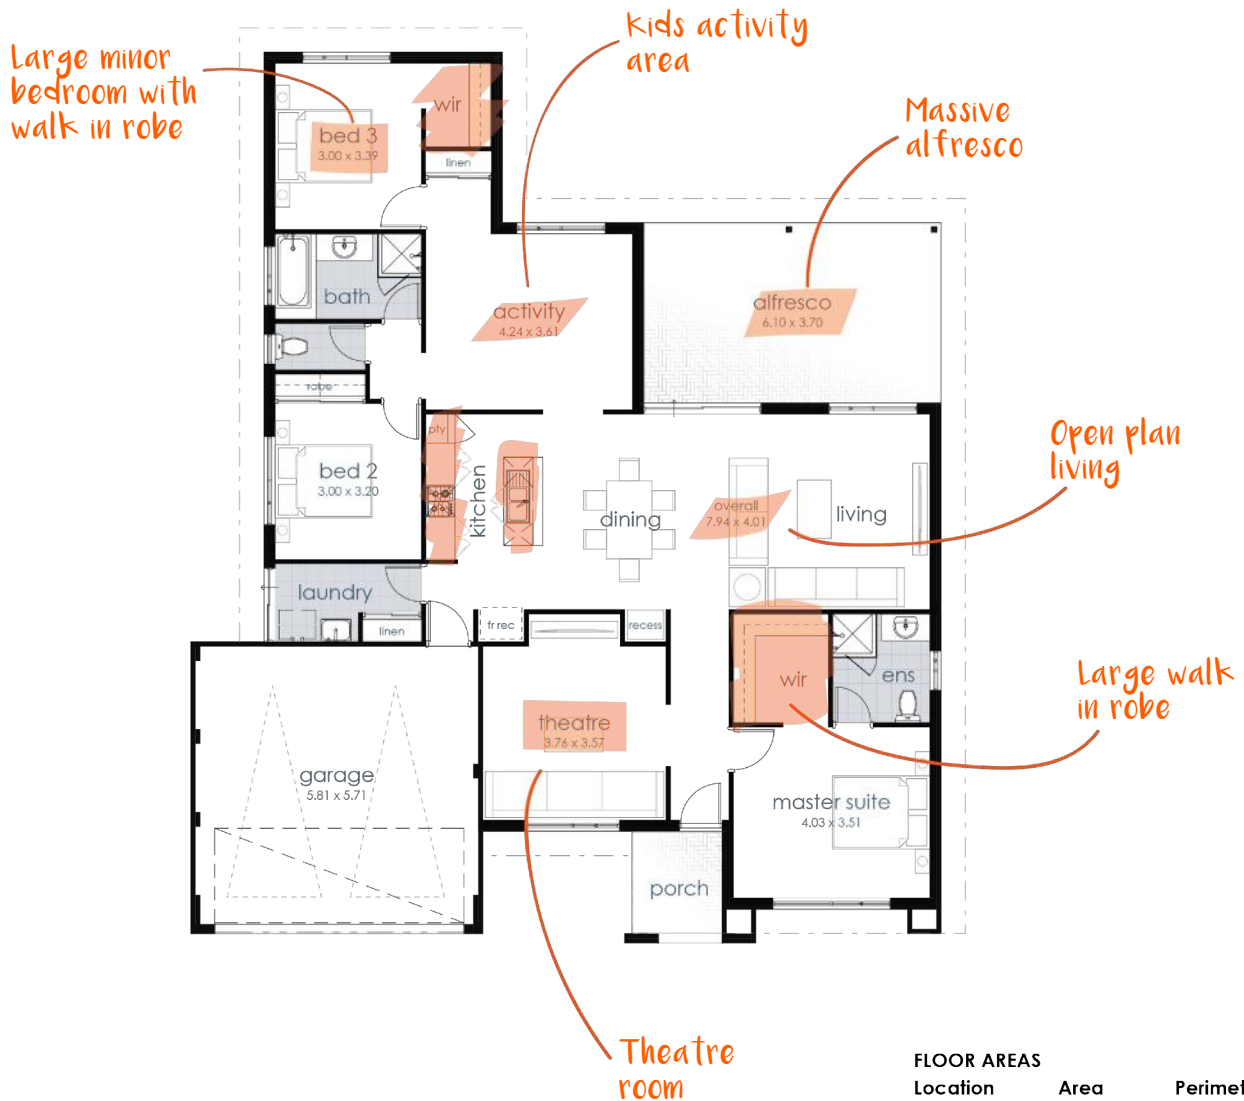 Kids activity
area
Large minor
bedroom with
walk in robe
Massive
alfresco
wir
bed 3
3.00 x 3.39
linen
bath
activity
4.24 x 3.61
alfresco
6.10 x 3.70
robe
pty
Open plan
living
bed 2
3.00 x 3.20
kitchen
dining
overall
7.94 x 4.01
living
laundry
linen
fr rec
recess
wir
ens
Large walk
in robe
theatre
3.76 x 3.57
garage
5.81 x 5.71
master suite
4.03 x 3.51
porch
Theatre
room
FLOOR AREAS
Location Area Perimet